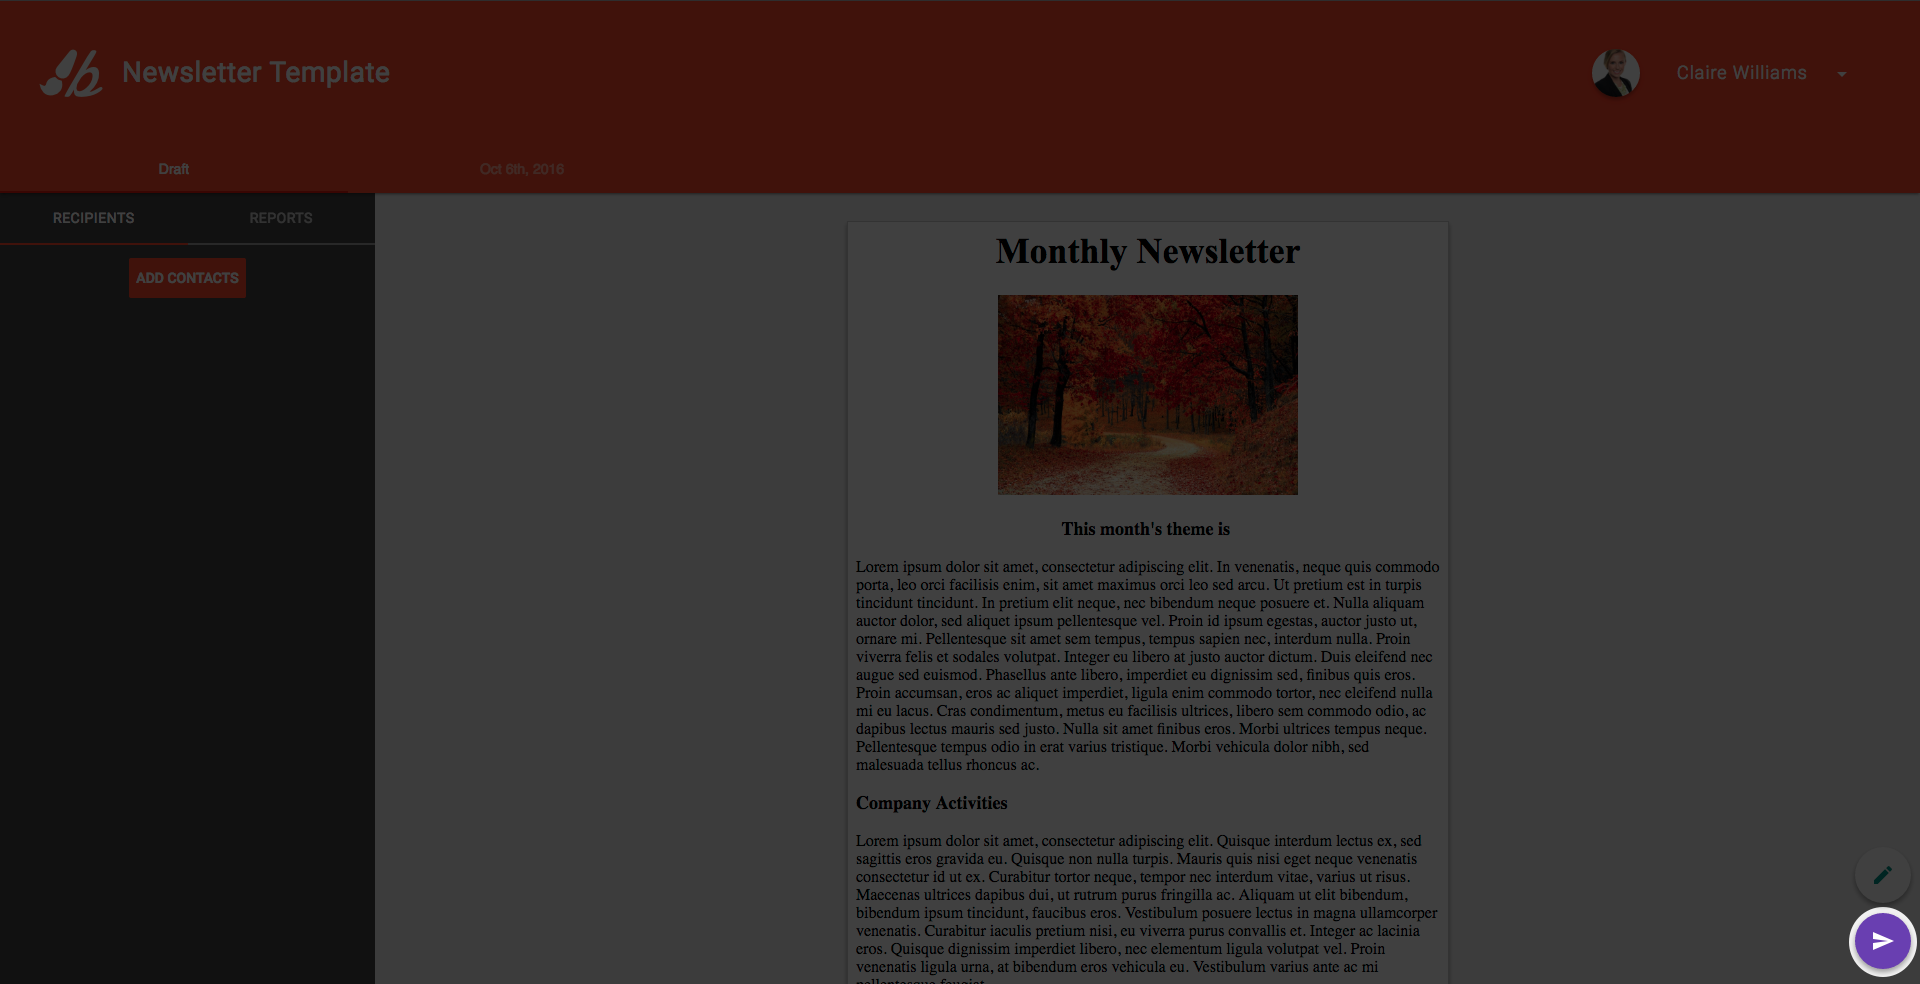 Newsletter Template
Claire Williams
Draft
Oct 6th, 2016
RECIPIENTS
REPORTS
ADD CONTACTS
Monthly Newsletter
This month's theme is
Lorem ipsum dolor sit amet, consectetur adipiscing elit. In venenatis, neque quis commodo
porta, leo orci facilisis enim, sit amet maximus orci leo sed arcu. Ut pretium est in turpis
tincidunt tincidunt. In pretium elit neque, nec bibendum neque posuere et. Nulla aliquam
auctor dolor, sed aliquet ipsum pellentesque vel. Proin id ipsum egestas, auctor justo ut,
ornare mi. Pellentesque sit amet sem tempus, tempus sapien nec, interdum nulla. Proin
viverra felis et sodales volutpat. Integer eu libero at justo auctor dictum. Duis eleifend nec
augue sed euismod. Phasellus ante libero, imperdiet eu dignissim sed, finibus quis eros.
Proin accumsan, eros ac aliquet imperdiet, ligula enim commodo tortor, nec eleifend nulla
mi eu lacus. Cras condimentum, metus eu facilisis ultrices, libero sem commodo odio, ac
dapibus lectus mauris sed justo. Nulla sit amet finibus eros. Morbi ultrices tempus neque.
Pellentesque tempus odio in erat varius tristique. Morbi vehicula dolor nibh, sed
malesuada tellus rhoncus ac.
Company Activities
Lorem ipsum dolor sit amet, consectetur adipiscing elit. Quisque interdum lectus ex, sed
sagittis eros gravida eu. Quisque non nulla turpis. Mauris quis nisi eget neque venenatis
consectetur id ut ex. Curabitur tortor neque, tempor nec interdum vitae, varius ut risus.
Maecenas ultrices dapibus dui, ut rutrum purus fringilla ac. Aliquam ut elit bibendum,
bibendum ipsum tincidunt, faucibus eros. Vestibulum posuere lectus in magna ullamcorper
venenatis. Curabitur iaculis pretium nisi, eu viverra purus convallis et. Integer ac lacinia
eros. Quisque dignissim imperdiet libero, nec elementum ligula volutpat vel. Proin
venenatis ligula urna, at bibendum eros vehicula eu. Vestibulum varius ante ac mi